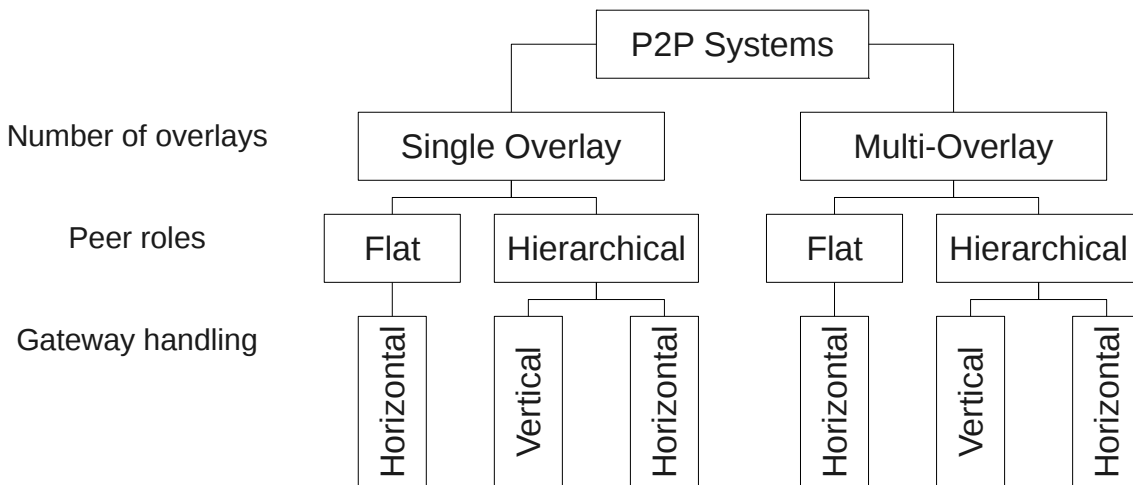 P2P Systems
Number of overlays
Single Overlay
Multi-Overlay
Peer roles
Flat
Hierarchical
Flat
Hierarchical
Gateway handling
Horizontal
Vertical
Horizontal
Horizontal
Vertical
Horizontal